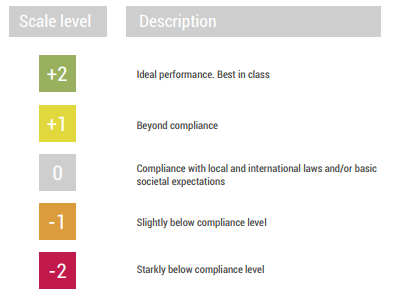 Scale level Description
+2 Ideal performance. Best in class
+1 Beyond compliance
0 Compliance with local and international laws and/or basic
societal expectations
-1 Slightly below compliance level
-2 Starkly below compliance level